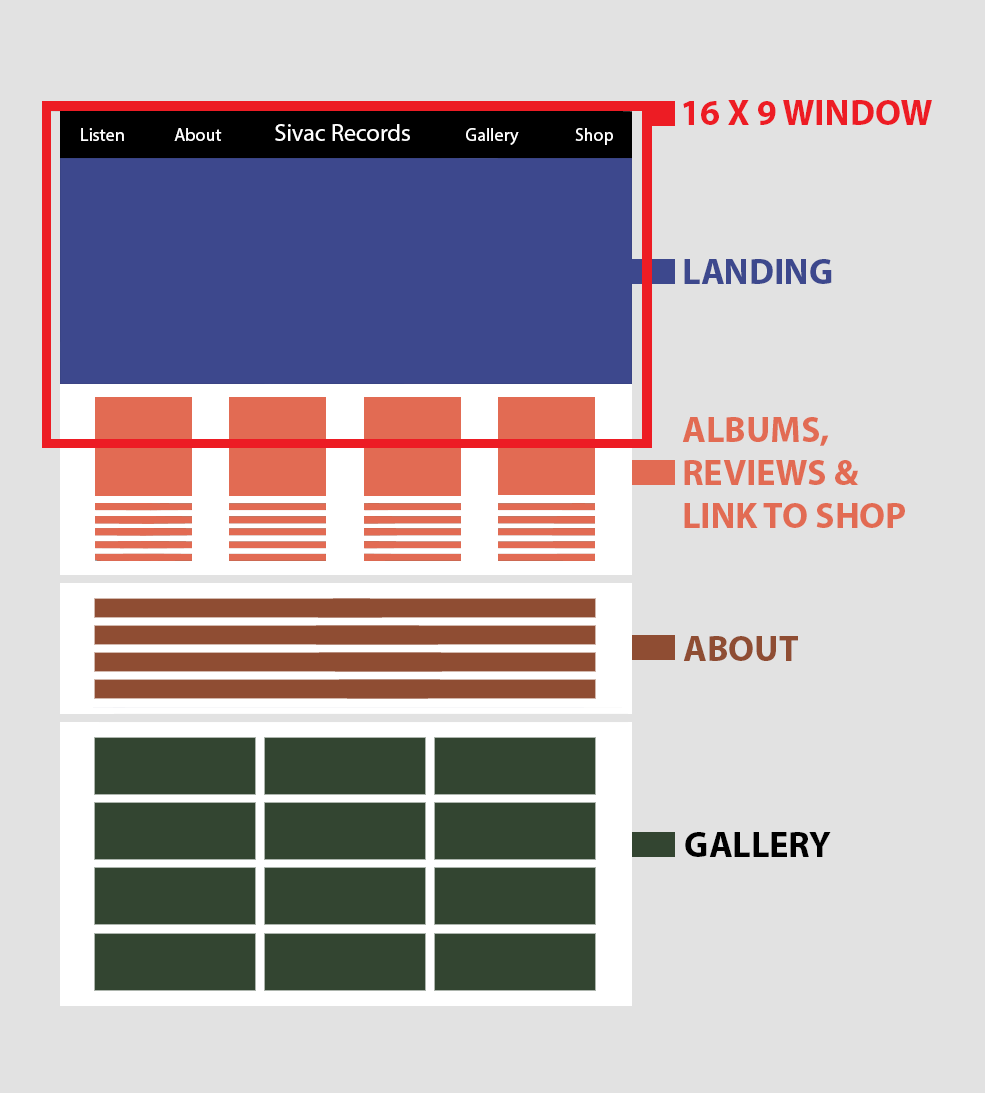 16 X 9 WINDOW
Listen About Sivac Records Gallery Shop
LANDING
ALBUMS,
REVIEWS &
LINK TO SHOP
ABOUT
GALLERY